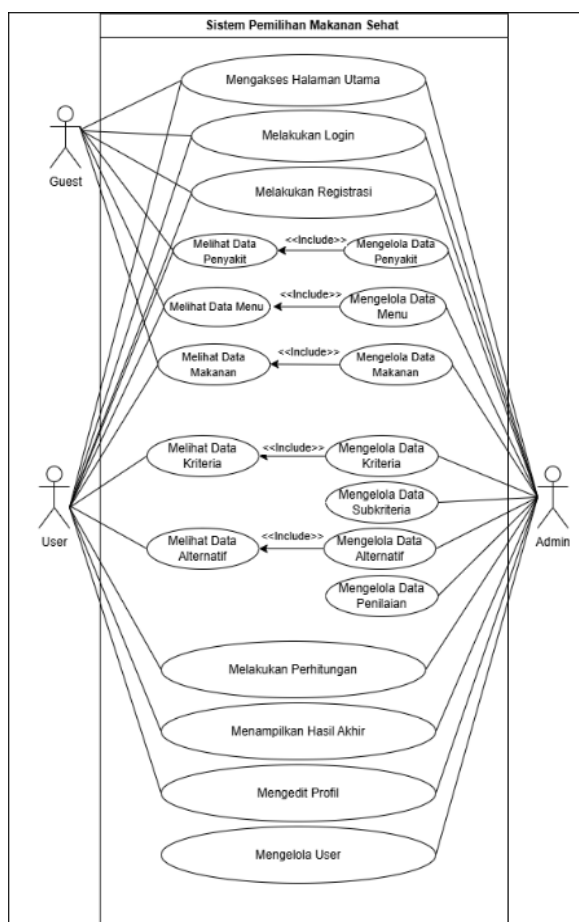 Sistem Pemilihan Makanan Sehat
Mengakses Halaman Utama
Melakukan Login
Guest
Melakukan Registrasi
Melihat Data
Penyakit
<<Include>>
Mengelola Data
Penyakit
Melihat Data Menu
<<Include>>
Mengelola Data
Menu
Melihat Data
Makanan
<<Include>>
Mengelola Data
Makanan
Melihat Data
Kriteria
<<Include>>
Mengelola Data
Kriteria
Mengelola Data
Subkriteria
User
Admin
Melihat Data
Alternatif
<<Include>>
Mengelola Data
Alternatif
Mengelola Data
Penilaian
Melakukan Perhitungan
Menampilkan Hasil Akhir
Mengedit Profil
Mengelola User